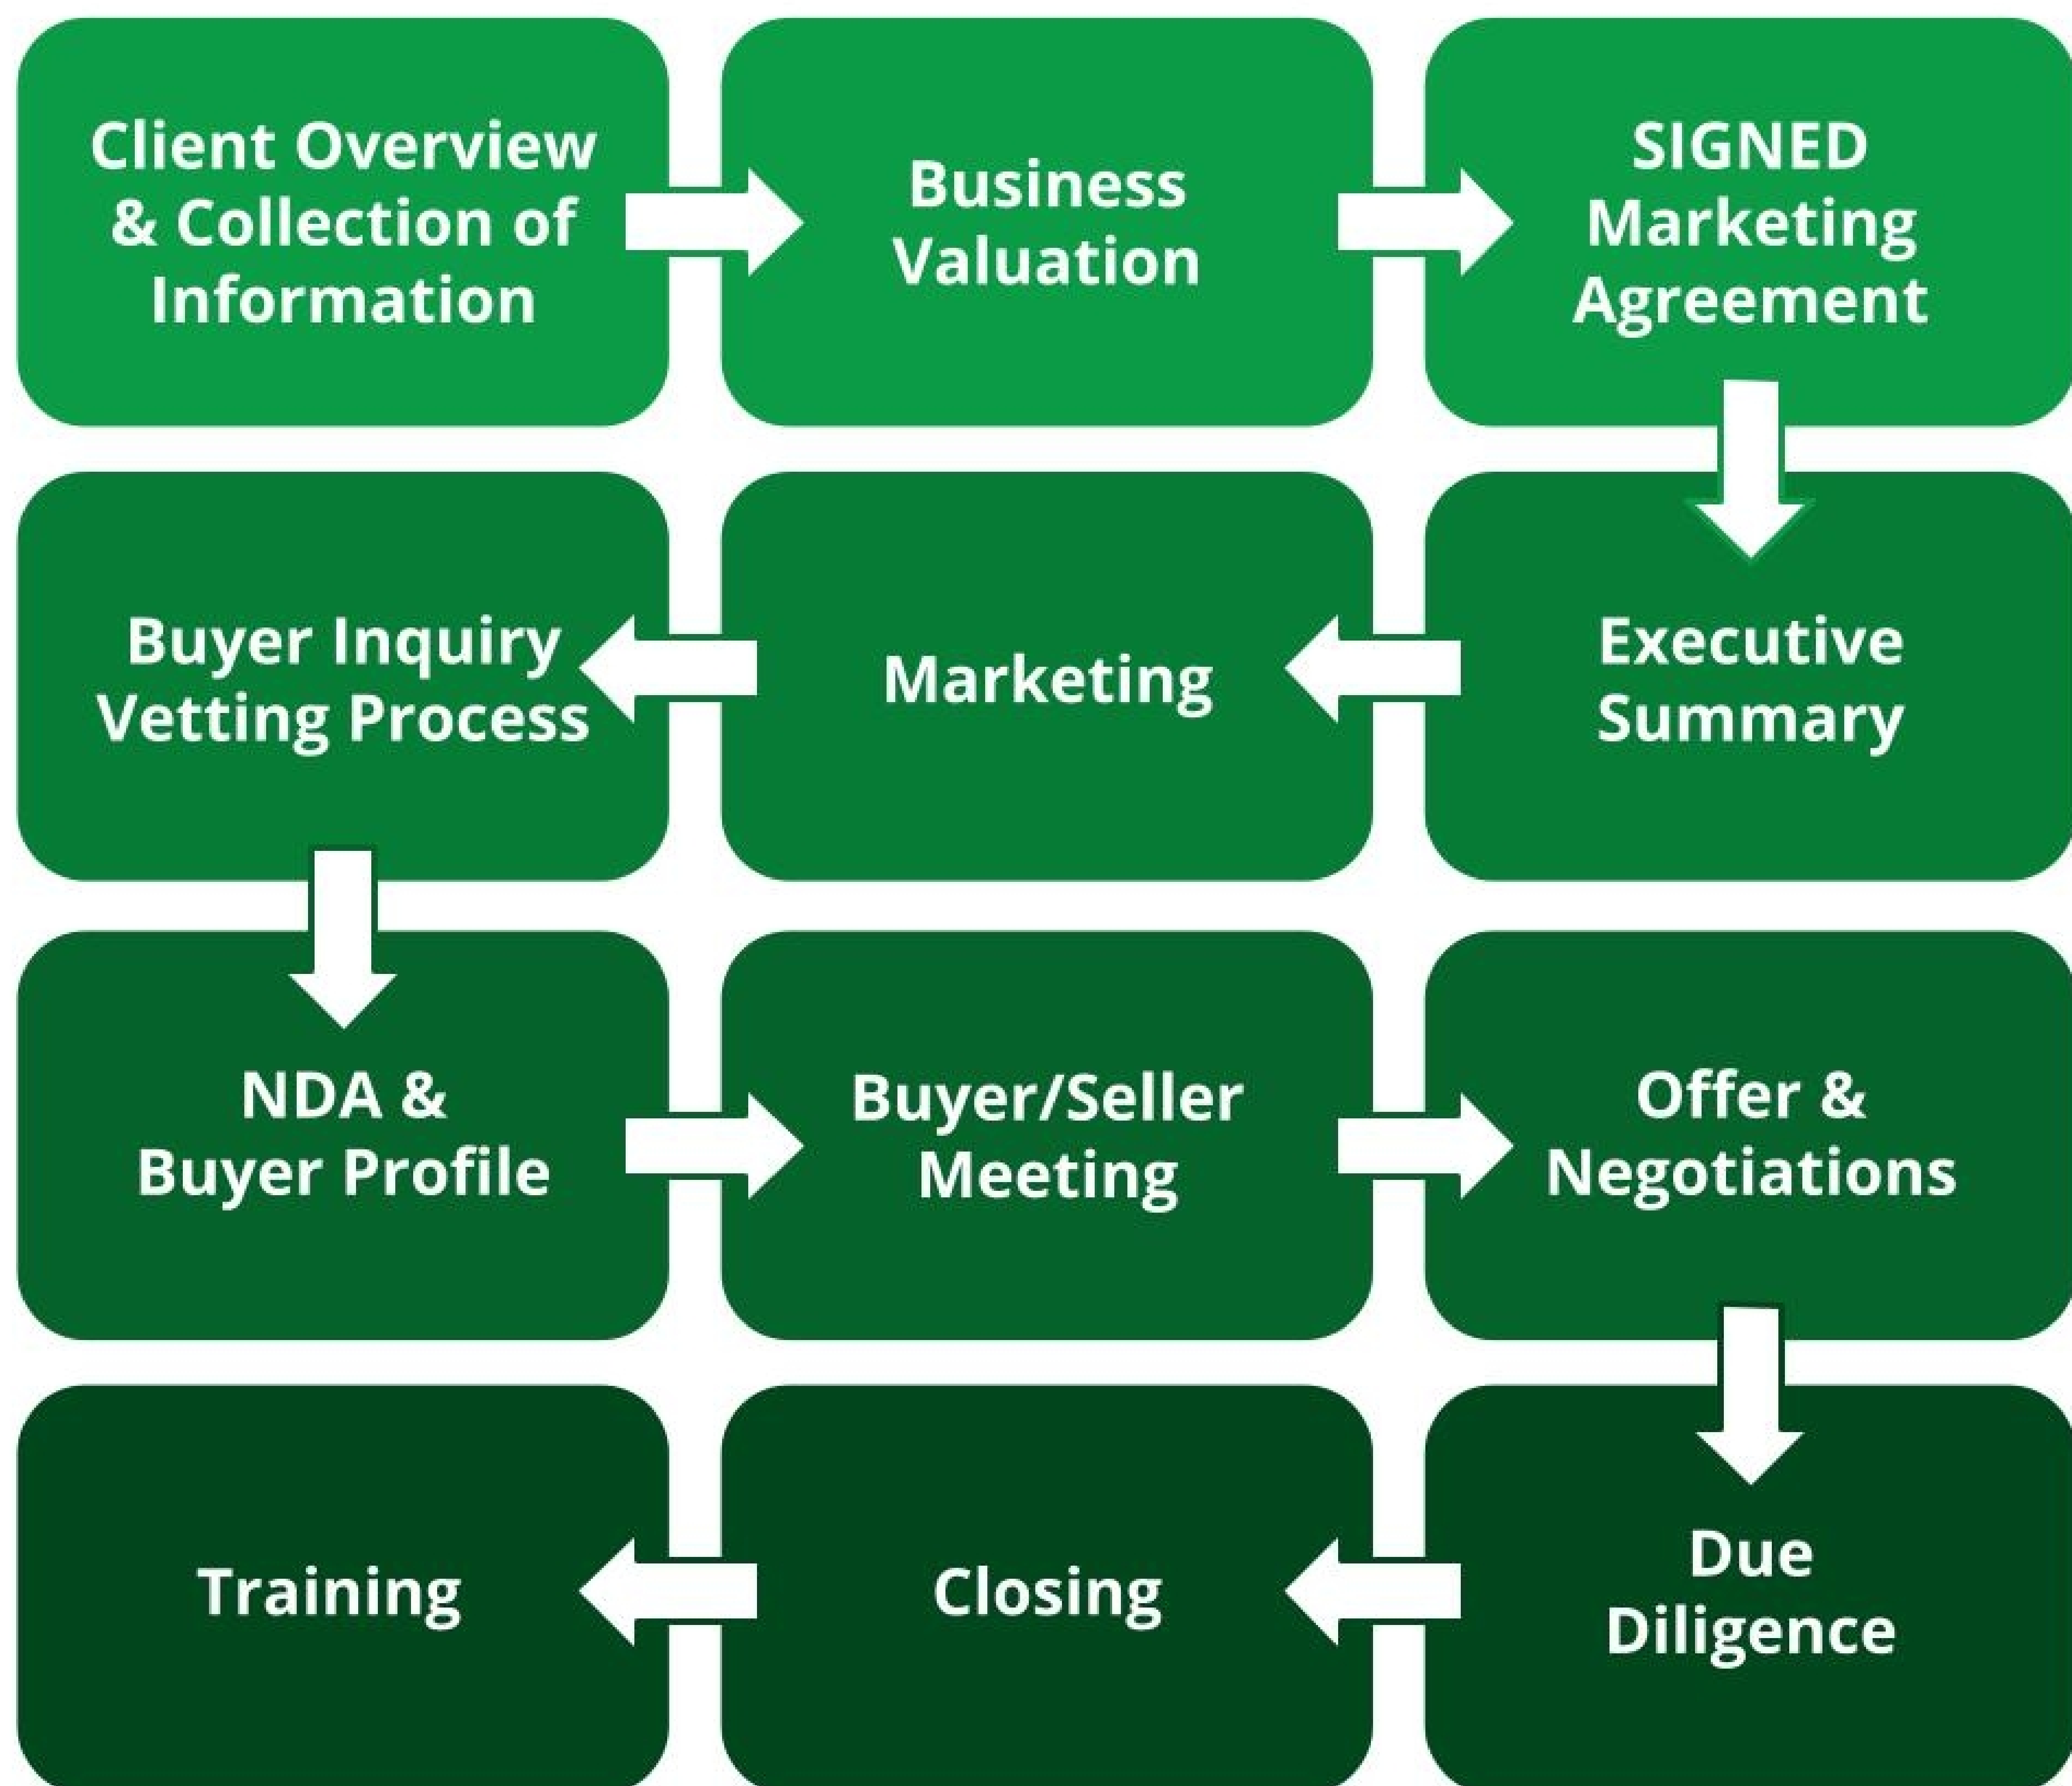 Client Overview
& Collection of
Information
Business
Valuation
SIGNED
Marketing
Agreement
Executive
Summary
Marketing
Buyer Inquiry
Vetting Process
NDA &
Buyer Profile
Buyer/Seller
Meeting
Offer &
Negotiations
Due
Diligence
Closing
Training